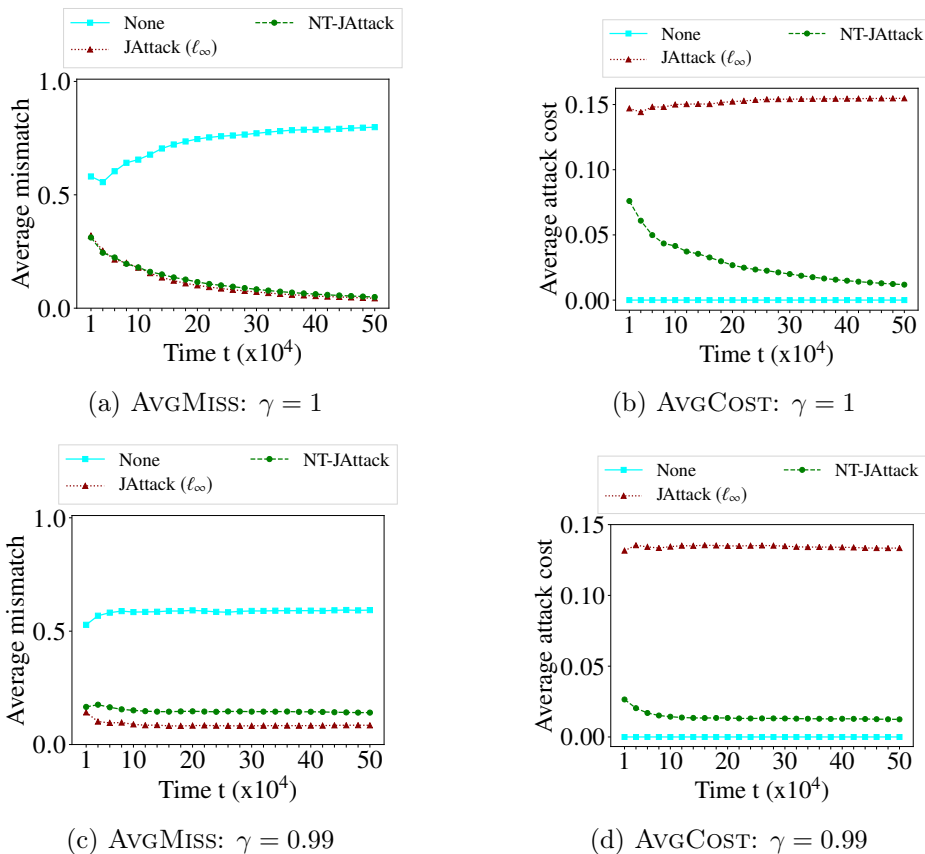 None
NT-JAttack
JAttack (ℓ∞)
Average mismatch
1.0
0.5
0.0
1 10 20 30 40 50
Time t (x10⁴)
(a) AVGMISS: γ = 1
None
NT-JAttack
JAttack (ℓ∞)
Average attack cost
0.15
0.10
0.05
0.00
1 10 20 30 40 50
Time t (x10⁴)
(b) AVGCOST: γ = 1
None
NT-JAttack
JAttack (ℓ∞)
Average mismatch
1.0
0.5
0.0
1 10 20 30 40 50
Time t (x10⁴)
(c) AVGMISS: γ = 0.99
None
NT-JAttack
JAttack (ℓ∞)
Average attack cost
0.15
0.10
0.05
0.00
1 10 20 30 40 50
Time t (x10⁴)
(d) AVGCOST: γ = 0.99